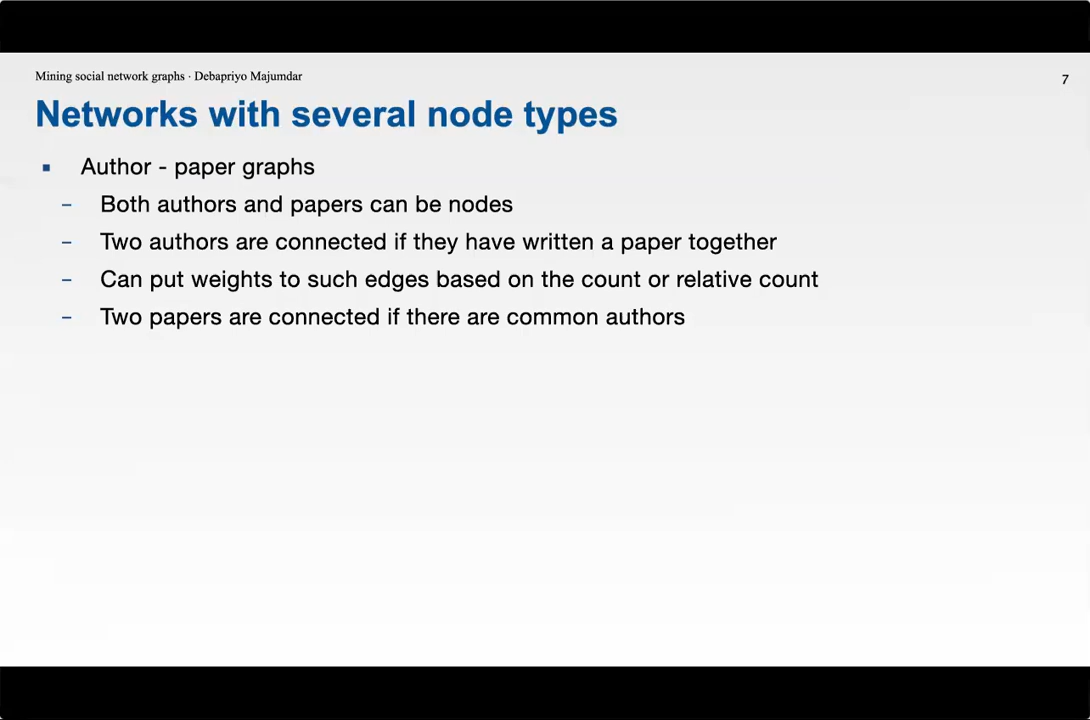 Mining social network graphs · Debapriyo Majumdar
7
Networks with several node types
▪ Author - paper graphs
– Both authors and papers can be nodes
– Two authors are connected if they have written a paper together
– Can put weights to such edges based on the count or relative count
– Two papers are connected if there are common authors